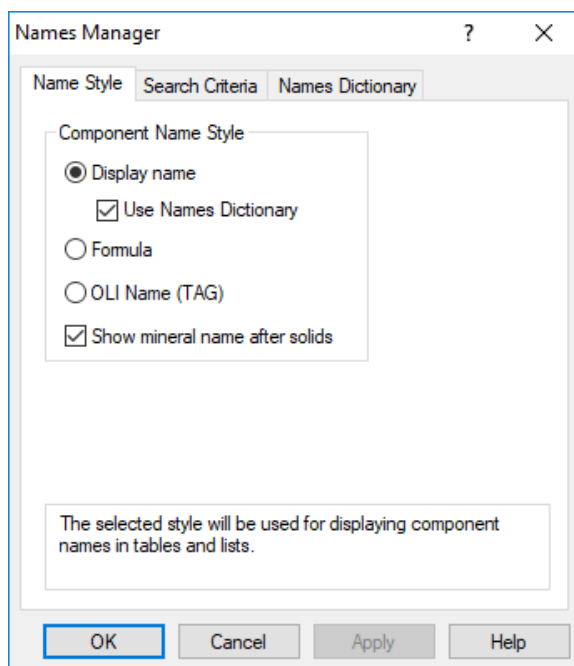 Names Manager ?
Name Style Search Criteria Names Dictionary
Component Name Style
Display name
Use Names Dictionary
Formula
OLI Name (TAG)
Show mineral name after solids
The selected style will be used for displaying component
names in tables and lists.
OK Cancel Apply Help